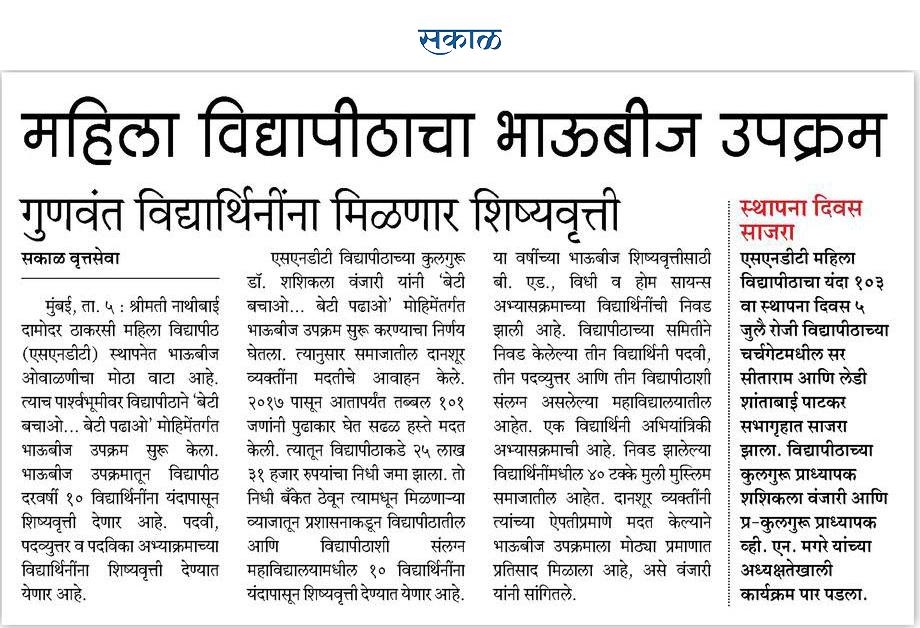 सकाळ
महिला विद्यापीठाचा भाऊबीज उपक्रम
गुणवंत विद्यार्थिनींना मिळणार शिष्यवृत्ती
सकाळ वृत्तसेवा
मुंबई, ता. ५ : श्रीमती नाथीबाई
दामोदर ठाकरसी महिला विद्यापीठ
(एसएनडीटी) स्थापनेत भाऊबीज
ओवाळणीचा मोठा वाटा आहे.
त्याच पार्श्वभूमीवर विद्यापीठाने ‘बेटी
बचाओ... बेटी पढाओ’ मोहिमेंतर्गत
भाऊबीज उपक्रम सुरू केला.
भाऊबीज उपक्रमातून विद्यापीठ
दरवर्षी १० विद्यार्थिनींना यंदापासून
शिष्यवृत्ती देणार आहे. पदवी,
पदव्युत्तर व पदविका अभ्याक्रमाच्या
विद्यार्थिनींना शिष्यवृत्ती देण्यात
येणार आहे.
एसएनडीटी विद्यापीठाच्या कुलगुरू
डॉ. शशिकला वंजारी यांनी ‘बेटी
बचाओ... बेटी पढाओ’ मोहिमेंतर्गत
भाऊबीज उपक्रम सुरू करण्याचा निर्णय
घेतला. त्यानुसार समाजातील दानशूर
व्यक्तींना मदतीचे आवाहन केले.
२०१७ पासून आतापर्यंत तब्बल १०१
जणांनी पुढाकार घेत सढळ हस्ते मदत
केली. त्यातून विद्यापीठाकडे २५ लाख
३१ हजार रुपयांचा निधी जमा झाला. तो
निधी बँकेत ठेवून त्यामधून मिळणाऱ्या
व्याजातून प्रशासनाकडून विद्यापीठातील
आणि विद्यापीठाशी संलग्न
महाविद्यालयामधील १० विद्यार्थिनींना
यंदापासून शिष्यवृत्ती देण्यात येणार आहे.
या वर्षीच्या भाऊबीज शिष्यवृत्तीसाठी
बी. एड., विधी व होम सायन्स
अभ्यासक्रमाच्या विद्यार्थिनींची निवड
झाली आहे. विद्यापीठाच्या समितीने
निवड केलेल्या तीन विद्यार्थिनी पदवी,
तीन पदव्युत्तर आणि तीन विद्यापीठाशी
संलग्न असलेल्या महाविद्यालयातील
आहेत. एक विद्यार्थिनी अभियांत्रिकी
अभ्यासक्रमाची आहे. निवड झालेल्या
विद्यार्थिनींमधील ४० टक्के मुली मुस्लिम
समाजातील आहेत. दानशूर व्यक्तींनी
त्यांच्या ऐपतीप्रमाणे मदत केल्याने
भाऊबीज उपक्रमाला मोठ्या प्रमाणात
प्रतिसाद मिळाला आहे, असे वंजारी
यांनी सांगितले.
स्थापना दिवस
साजरा
एसएनडीटी महिला
विद्यापीठाचा यंदा १०३
वा स्थापना दिवस ५
जुलै रोजी विद्यापीठाच्या
चर्चगेटमधील सर
सीताराम आणि लेडी
शांताबाई पाटकर
सभागृहात साजरा
झाला. विद्यापीठाच्या
कुलगुरू प्राध्यापक
शशिकला वंजारी आणि
प्र-कुलगुरू प्राध्यापक
व्ही. एन. मगरे यांच्या
अध्यक्षतेखाली
कार्यक्रम पार पडला.